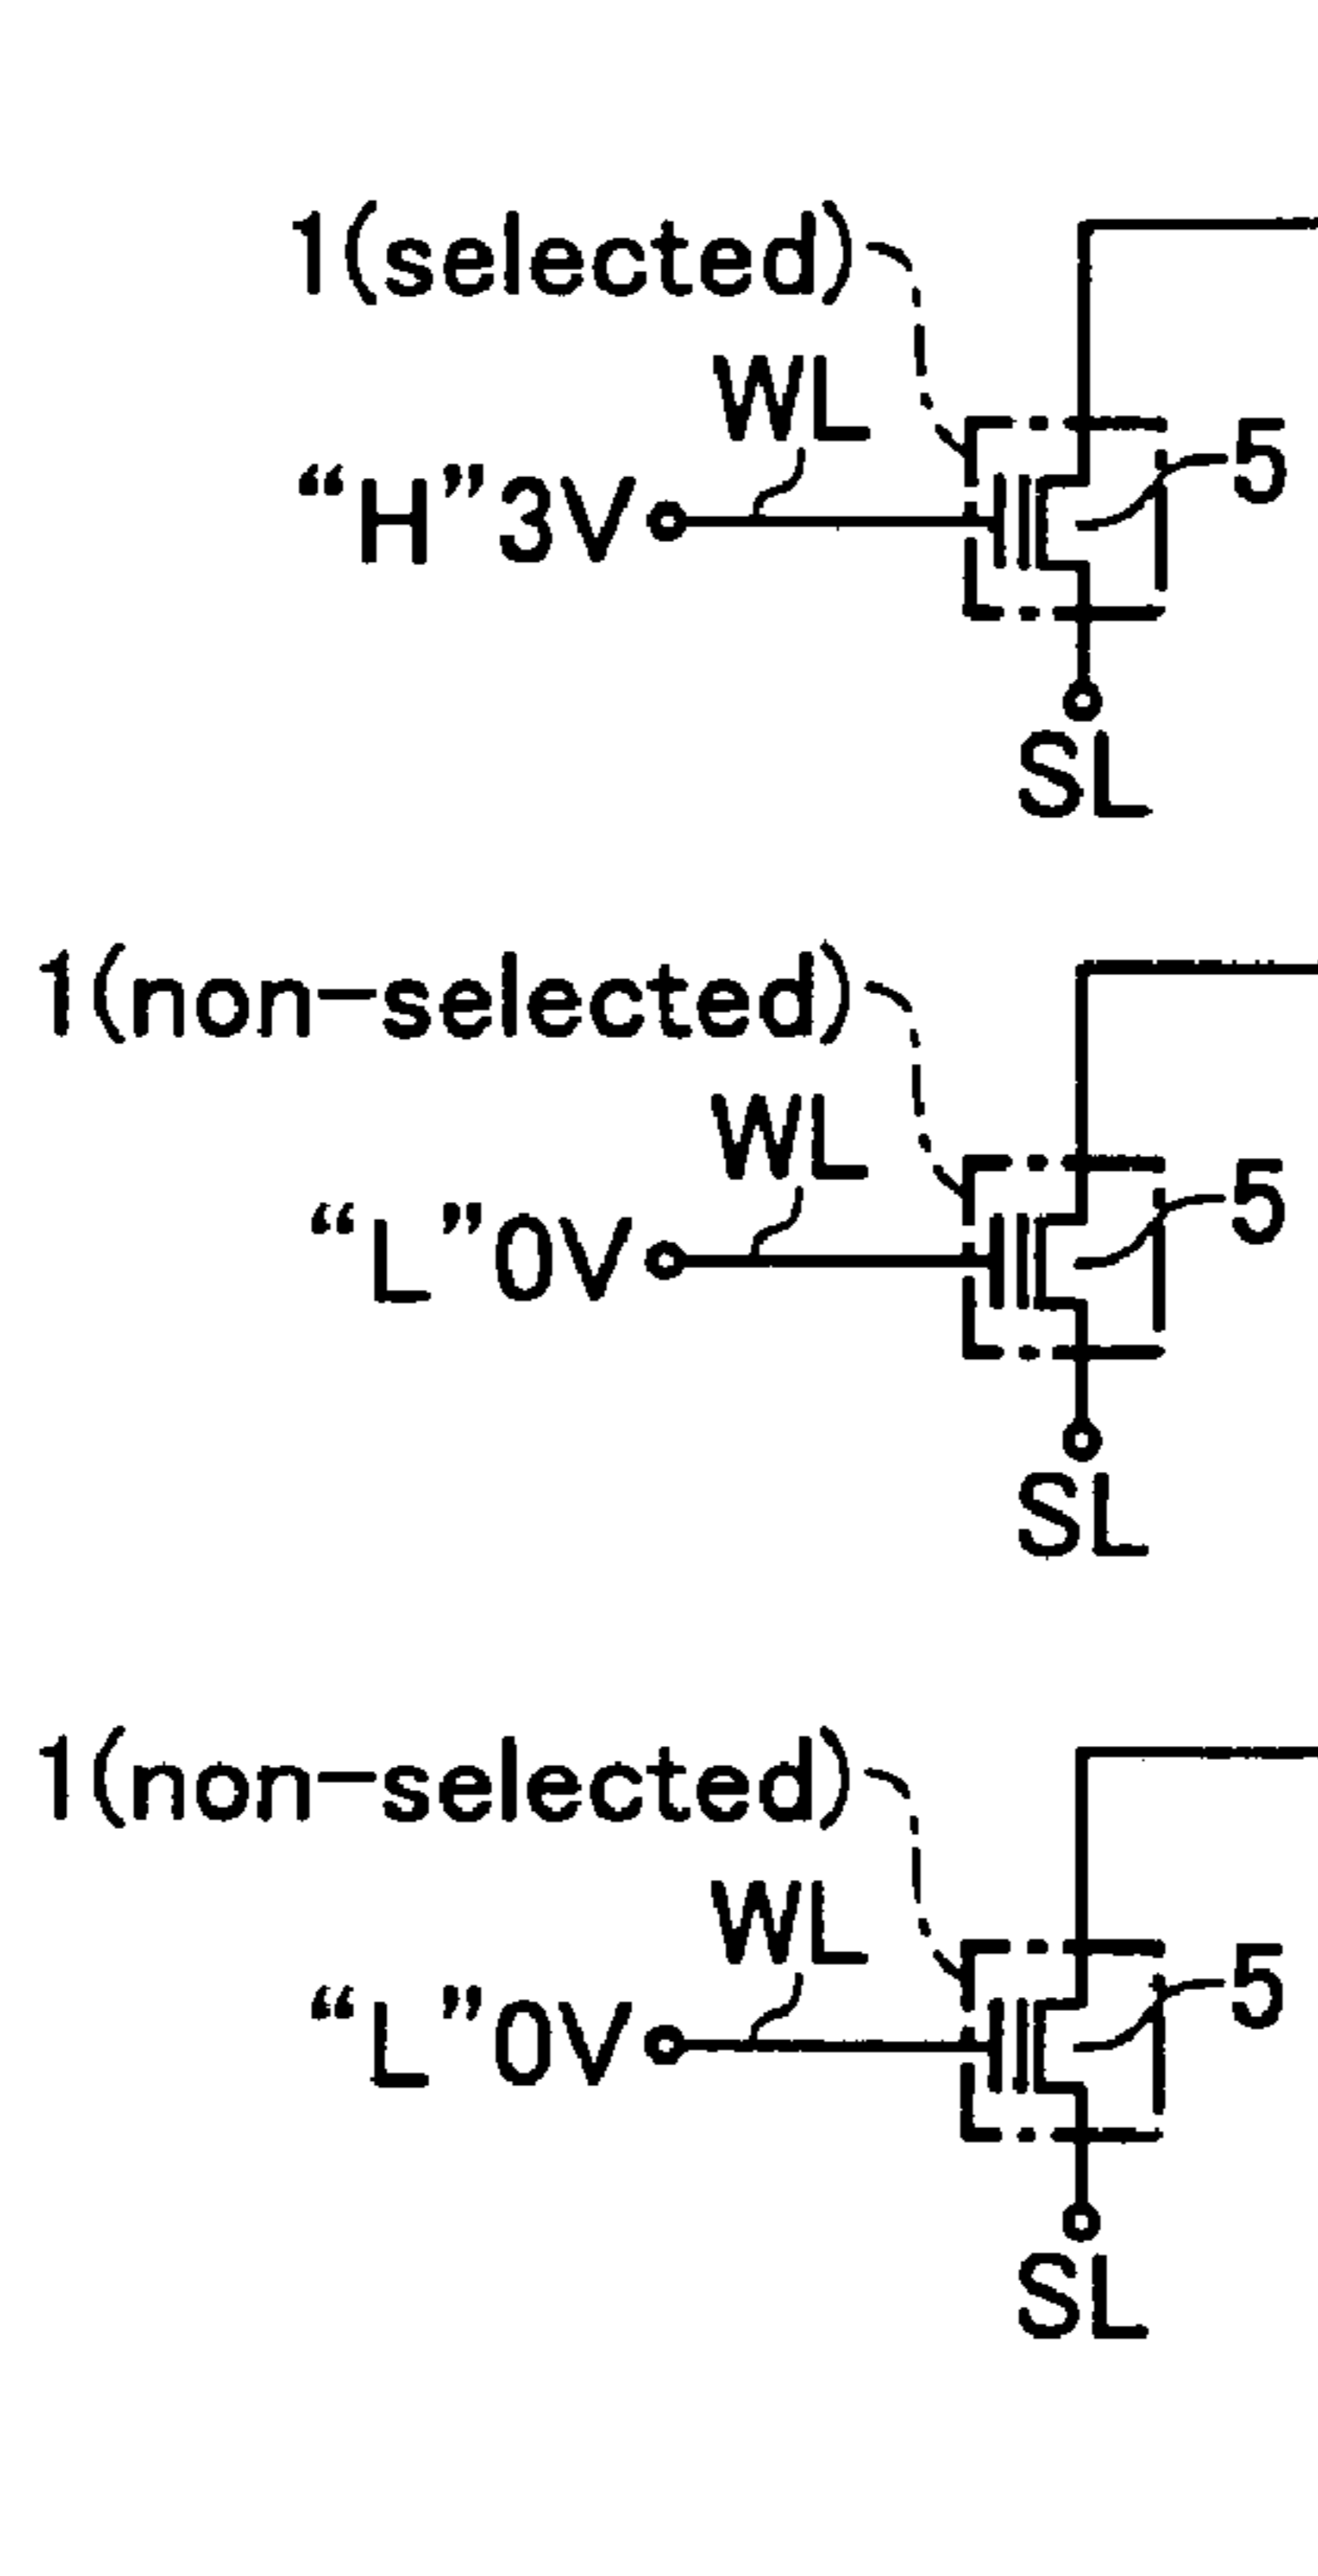 1(selected)
WL
“H”3V
5
SL
1(non-selected)
WL
“L”0V
5
SL
1(non-selected)
WL
“L”0V
5
SL